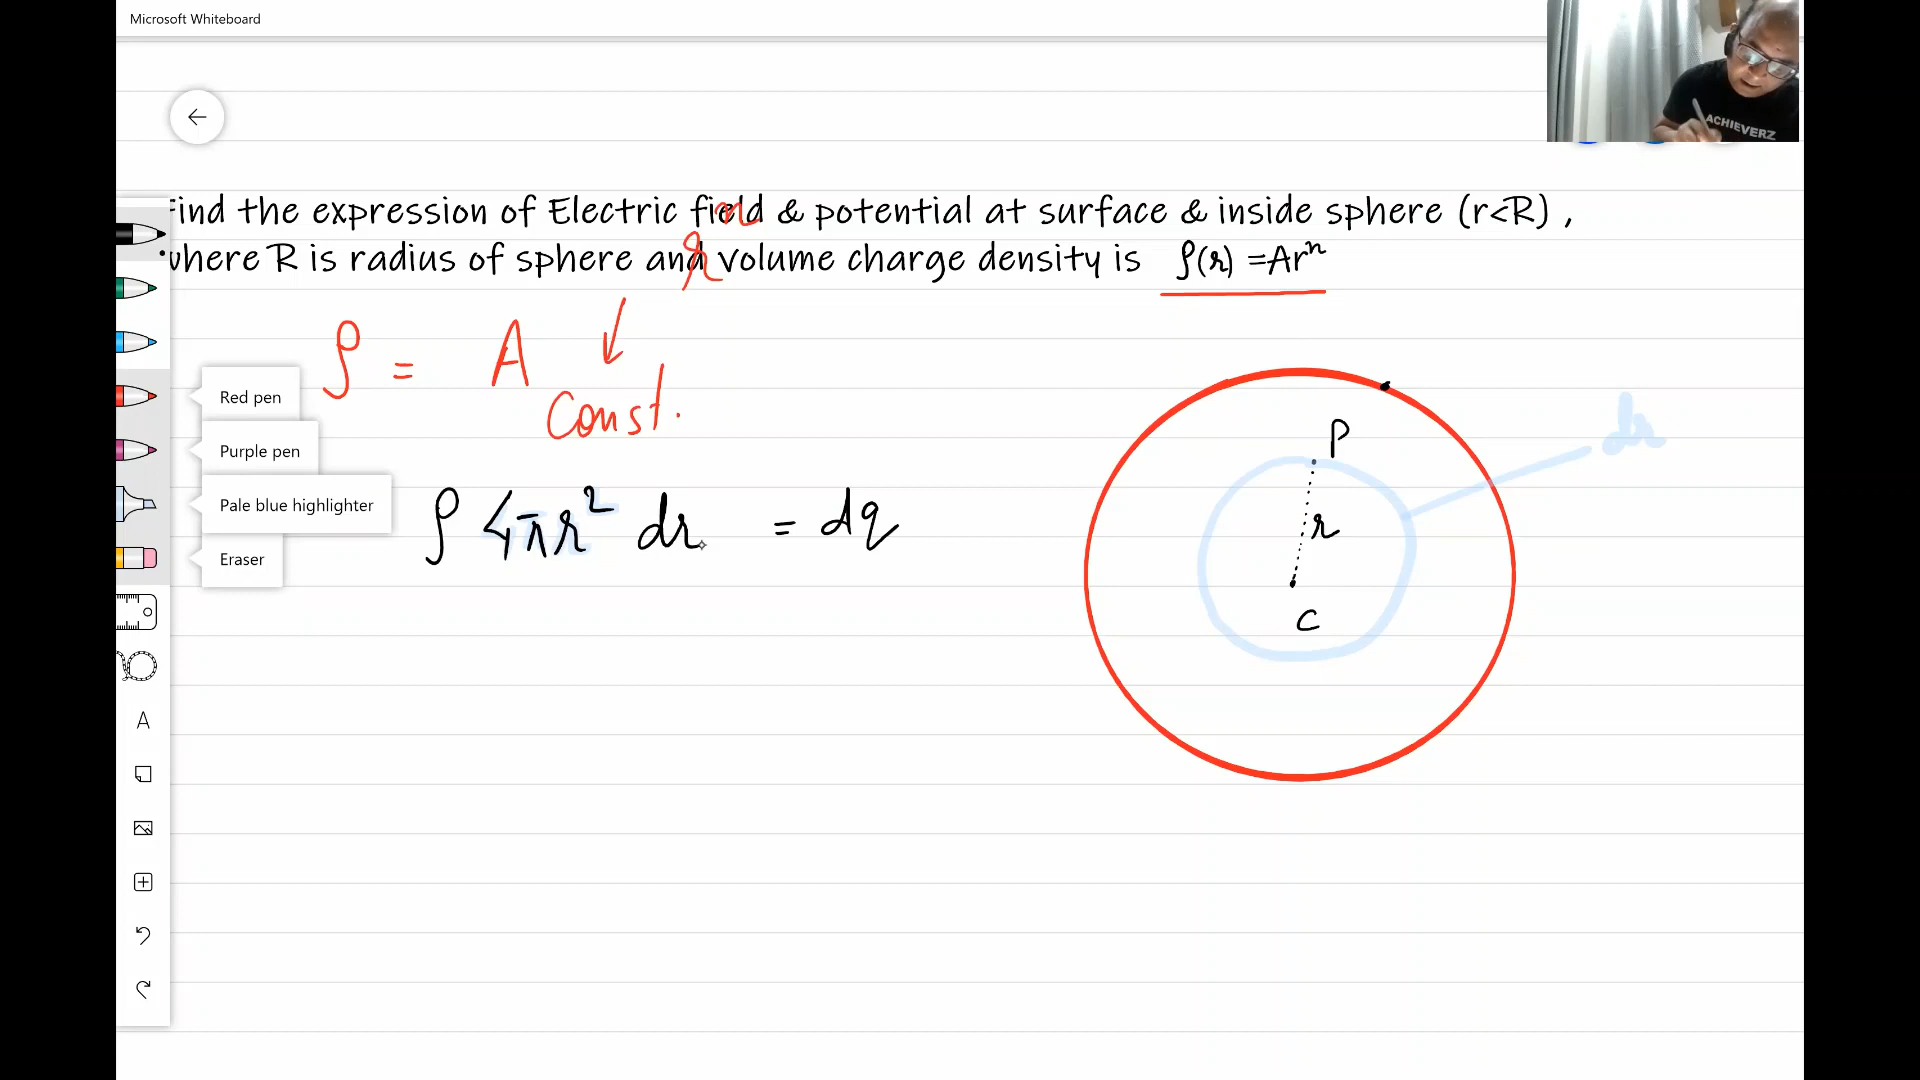 Microsoft Whiteboard
ACHIEVERZ
Find the expression of Electric field & potential at surface & inside sphere (r<R) ,
where R is radius of sphere and volume charge density is ρ(r) =Ar^n
n
r
ρ = A
Const.
Red pen
Purple pen
Pale blue highlighter
Eraser
ρ 4πr² dr = dq
dr
P
r
C
A